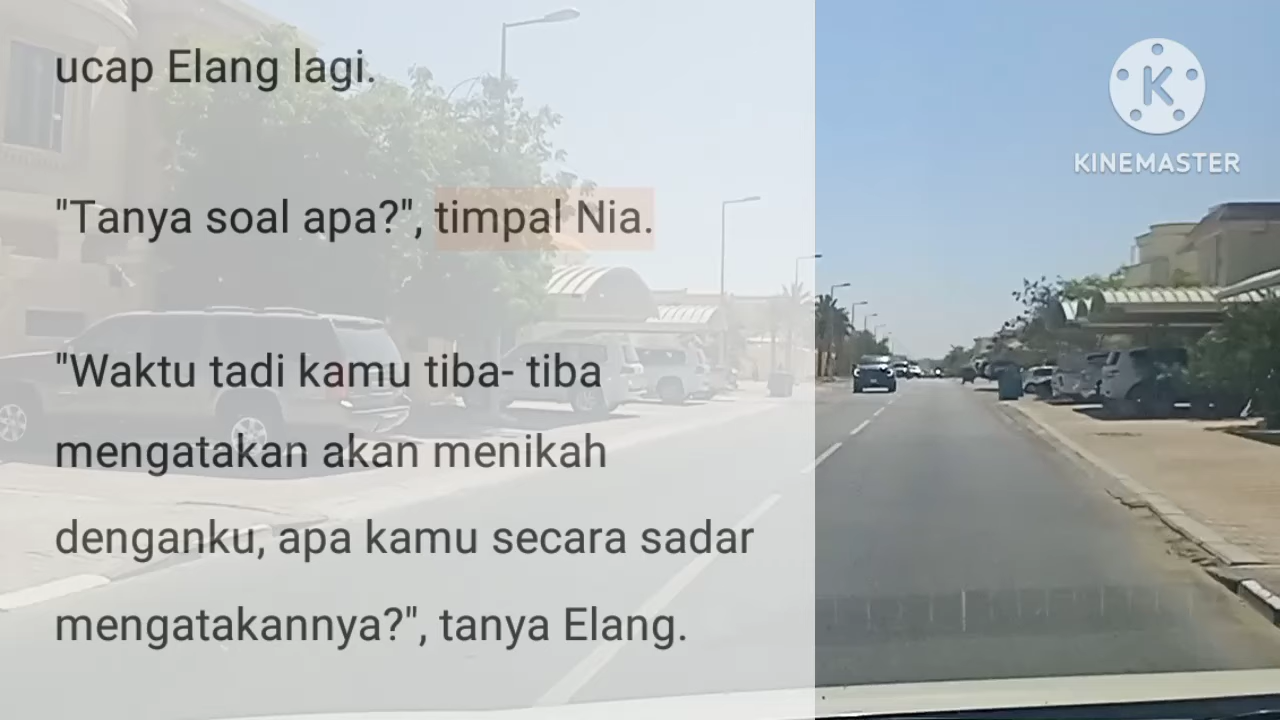 ucap Elang lagi.
"Tanya soal apa?", timpal Nia.
"Waktu tadi kamu tiba- tiba
mengatakan akan menikah
denganku, apa kamu secara sadar
mengatakannya?", tanya Elang.
K
KINEMASTER